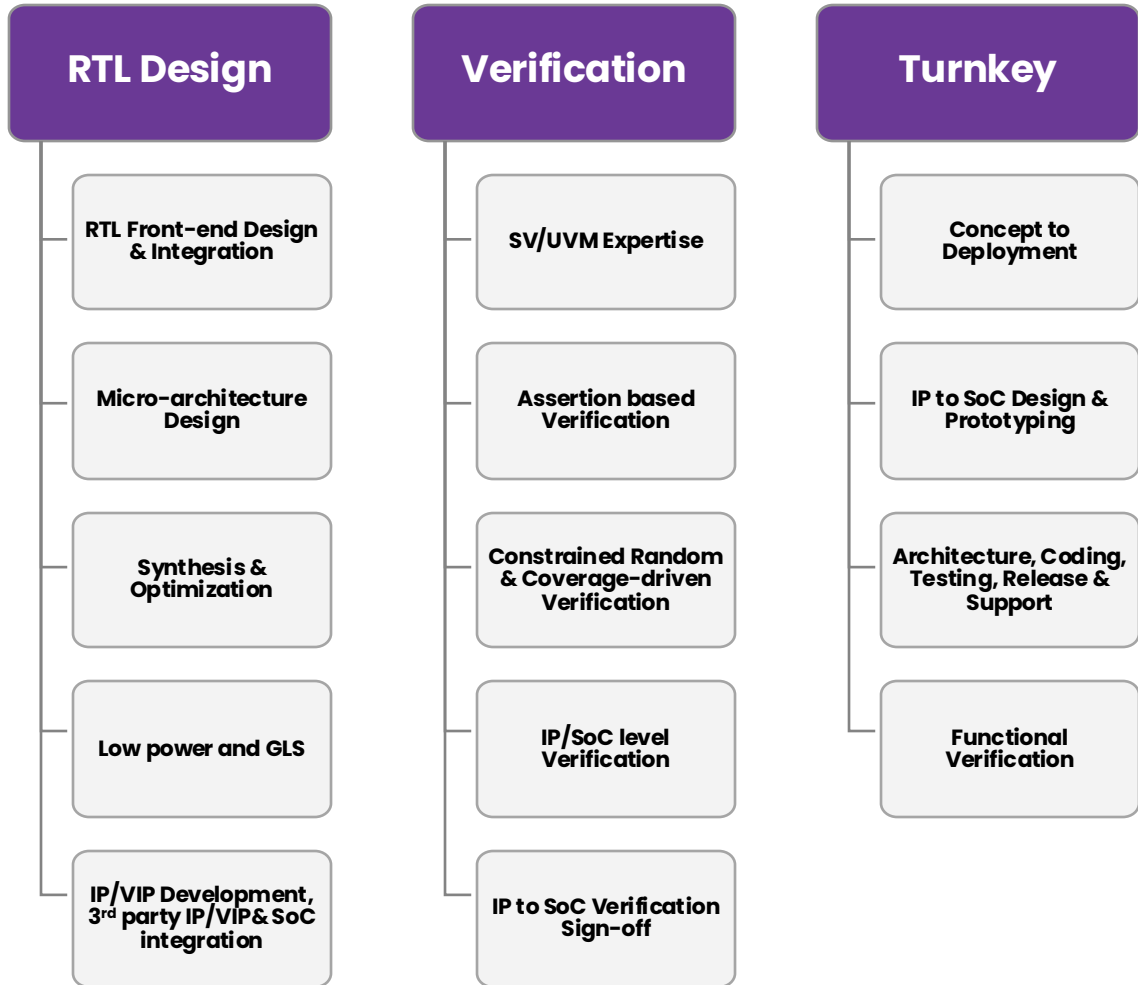 RTL Design
RTL Front-end Design
& Integration
Micro-architecture
Design
Synthesis &
Optimization
Low power and GLS
IP/VIP Development,
3rd party IP/VIP & SoC
integration
Verification
SV/UVM Expertise
Assertion based
Verification
Constrained Random
& Coverage-driven
Verification
IP/SoC level
Verification
IP to SoC Verification
Sign-off
Turnkey
Concept to
Deployment
IP to SoC Design &
Prototyping
Architecture, Coding,
Testing, Release &
Support
Functional
Verification